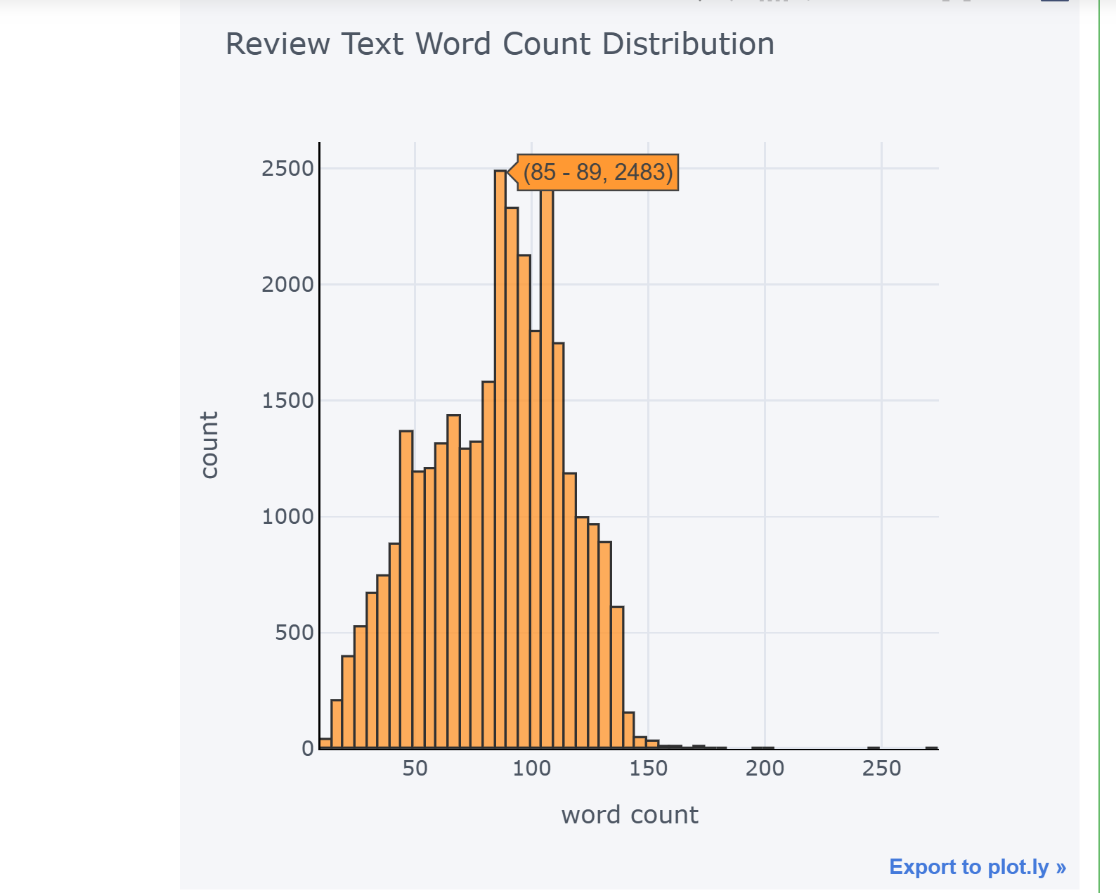 Review Text Word Count Distribution
(85 - 89, 2483)
2500
2000
1500
1000
500
0
count
50 100 150 200 250
word count
Export to plot.ly »